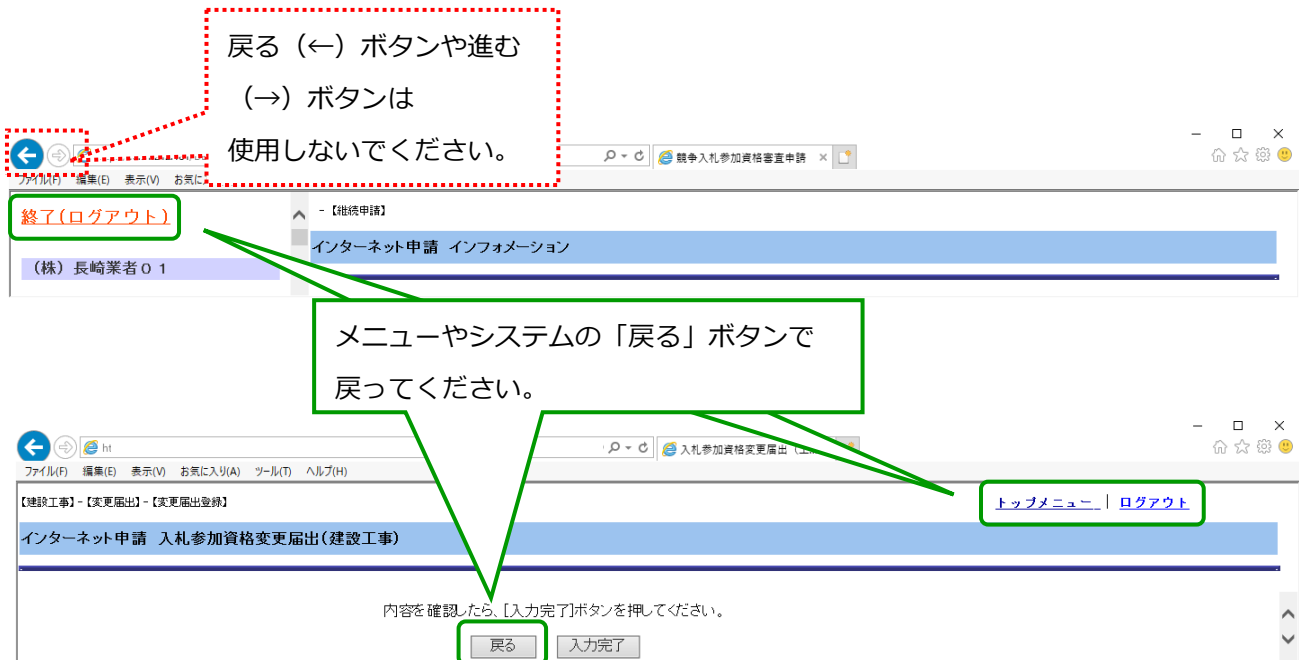 戻る（←）ボタンや進む
（→）ボタンは
使用しないでください。
競争入札参加資格審査申請
ファイル(F) 編集(E) 表示(V) お気に
終了(ログアウト)
-【継続申請】
インターネット申請 インフォメーション
（株）長崎業者０１
メニューやシステムの「戻る」ボタンで
戻ってください。
ht
入札参加資格変更届出（
ファイル(F) 編集(E) 表示(V) お気に入り(A) ツール(T) ヘルプ(H)
【建設工事】-【変更届出】-【変更届出登録】
トップメニュー | ログアウト
インターネット申請 入札参加資格変更届出(建設工事)
内容を確認したら、[入力完了]ボタンを押してください。
戻る 入力完了